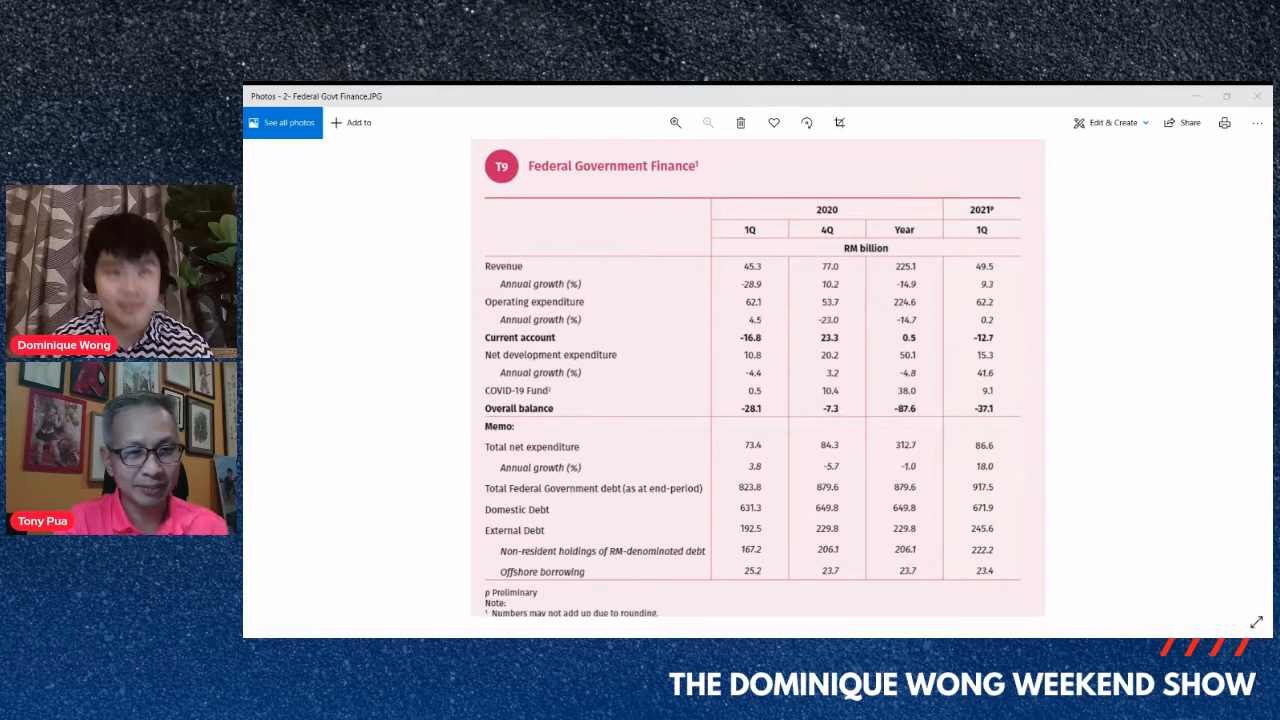 Photos - 2- Federal Govt Finance.JPG
See all photos
Add to
Edit & Create
Share
T9 Federal Government Finance¹
2020 2021ᵖ
1Q 4Q Year 1Q
RM billion
Revenue 45.3 77.0 225.1 49.5
Annual growth (%) -28.9 10.2 -14.9 9.3
Operating expenditure 62.1 53.7 224.6 62.2
Annual growth (%) 4.5 -23.0 -14.7 0.2
Current account -16.8 23.3 0.5 -12.7
Net development expenditure 10.8 20.2 50.1 15.3
Annual growth (%) -4.4 3.2 -4.8 41.6
COVID-19 Fund² 0.5 10.4 38.0 9.1
Overall balance -28.1 -7.3 -87.6 -37.1
Memo:
Total net expenditure 73.4 84.3 312.7 86.6
Annual growth (%) 3.8 -5.7 -1.0 18.0
Total Federal Government debt (as at end-period) 823.8 879.6 879.6 917.5
Domestic Debt 631.3 649.8 649.8 671.9
External Debt 192.5 229.8 229.8 245.6
Non-resident holdings of RM-denominated debt 167.2 206.1 206.1 222.2
Offshore borrowing 25.2 23.7 23.7 23.4
p Preliminary
Note:
¹ Numbers may not add up due to rounding.
Dominique Wong
Tony Pua
THE DOMINIQUE WONG WEEKEND SHOW